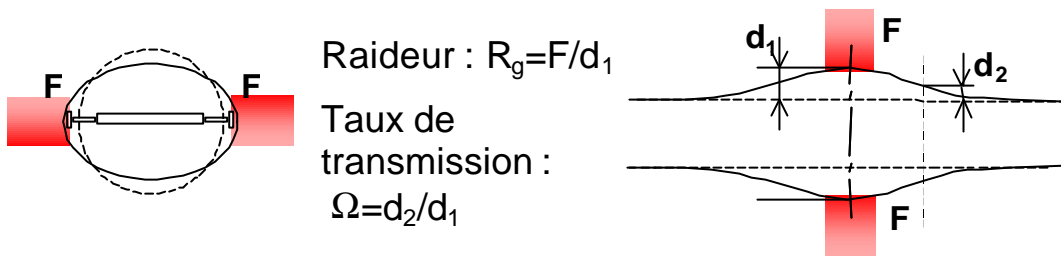 F F
Raideur : Rg=F/d1
Taux de
transmission :
Ω=d2/d1
d1
F
d2
F